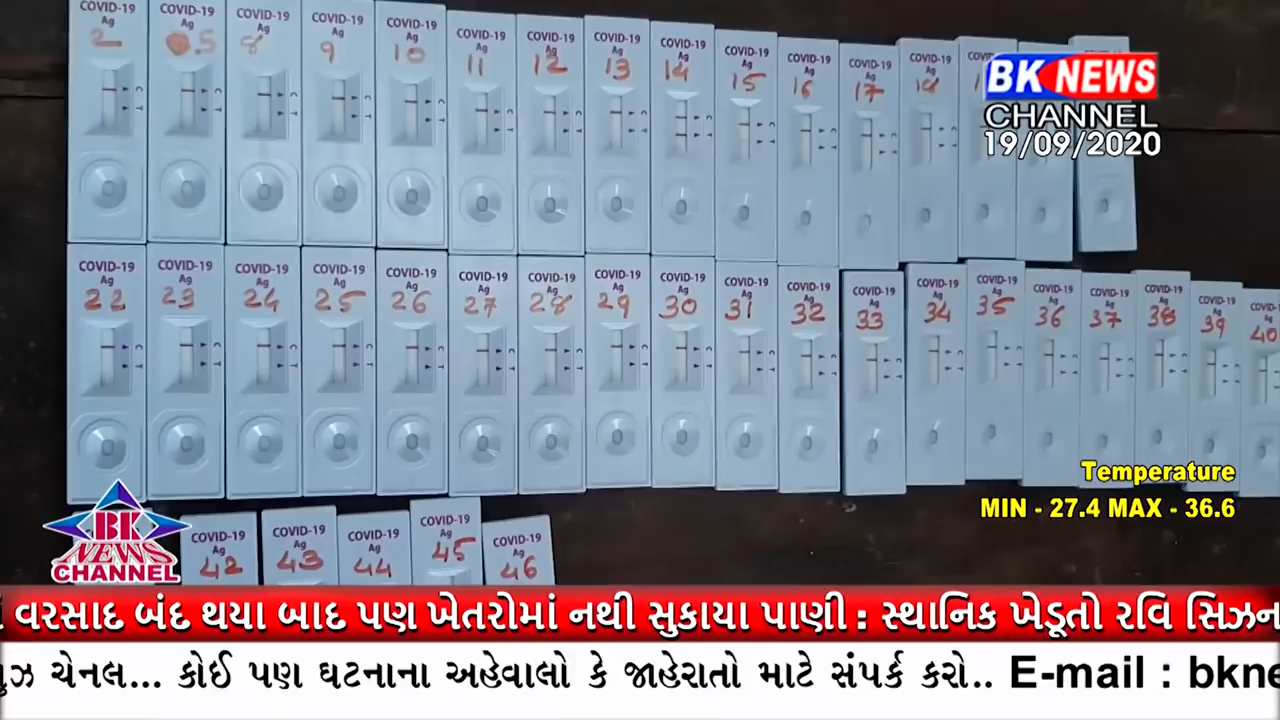 COVID-19 COVID-19 COVID-19 COVID-19 COVID-19 COVID-19 COVID-19 COVID-19 COVID-19 COVID-19 COVID-19 COVID-19 COVID-19
Ag Ag Ag Ag Ag Ag Ag Ag Ag Ag Ag Ag Ag
2 05 8 9 10 11 12 13 14 15 16 17 18
BK NEWS
CHANNEL
19/09/2020
COVID-19 COVID-19 COVID-19 COVID-19 COVID-19 COVID-19 COVID-19 COVID-19 COVID-19 COVID-19 COVID-19 COVID-19 COVID-19 COVID-19 COVID-19 COVID-19 COVID-19 COVID-19
Ag Ag Ag Ag Ag Ag Ag Ag Ag Ag Ag Ag Ag Ag Ag Ag Ag Ag Ag
22 23 24 25 26 27 28 29 30 31 32 33 34 35 36 37 38 39 40
Temperature
MIN - 27.4 MAX - 36.6
BK
NEWS
CHANNEL
COVID-19 COVID-19 COVID-19 COVID-19 COVID-19
Ag Ag Ag Ag Ag
42 43 44 45 46
વરસાદ બંદ થયા બાદ પણ ખેતરોમાં નથી સુકાયા પાણી : સ્થાનિક ખેડૂતો રવિ સિઝન
ચેનલ... કોઈ પણ ઘટનાના અહેવાલો કે જાહેરાતો માટે સંપર્ક કરો.. E-mail : bkne